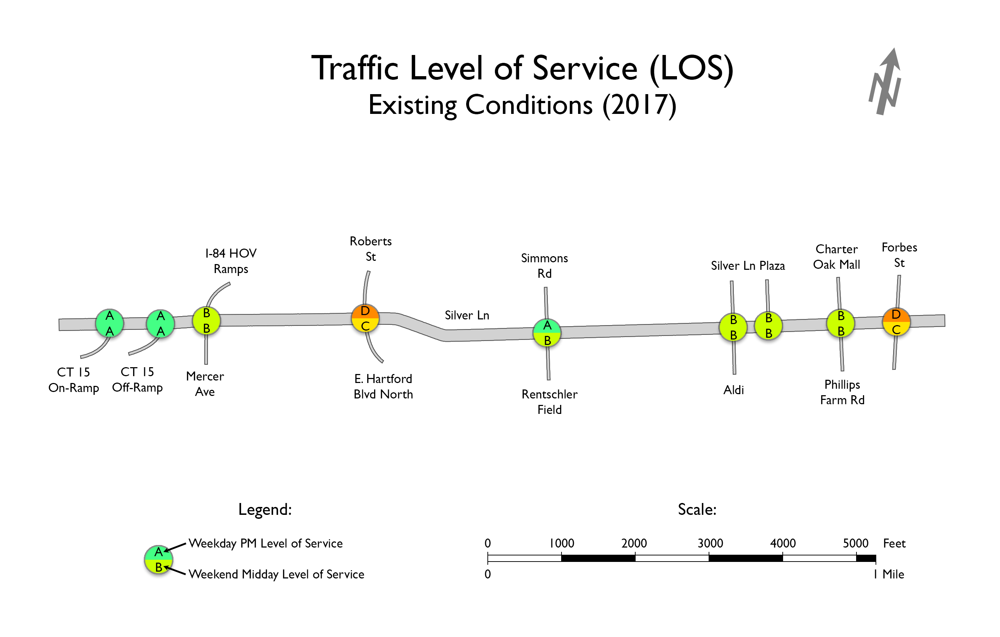 Traffic Level of Service (LOS)
Existing Conditions (2017)
N
I-84 HOV
Ramps
Roberts
St
Simmons
Rd
Silver Ln Plaza
Charter
Oak Mall
Forbes
St
Silver Ln
A
A
A
A
B
B
D
C
A
B
B
B
B
B
B
B
D
C
CT 15
On-Ramp
CT 15
Off-Ramp
Mercer
Ave
E. Hartford
Blvd North
Rentschler
Field
Aldi
Phillips
Farm Rd
Legend:
A
Weekday PM Level of Service
B
Weekend Midday Level of Service
Scale:
0 1000 2000 3000 4000 5000 Feet
0 1 Mile